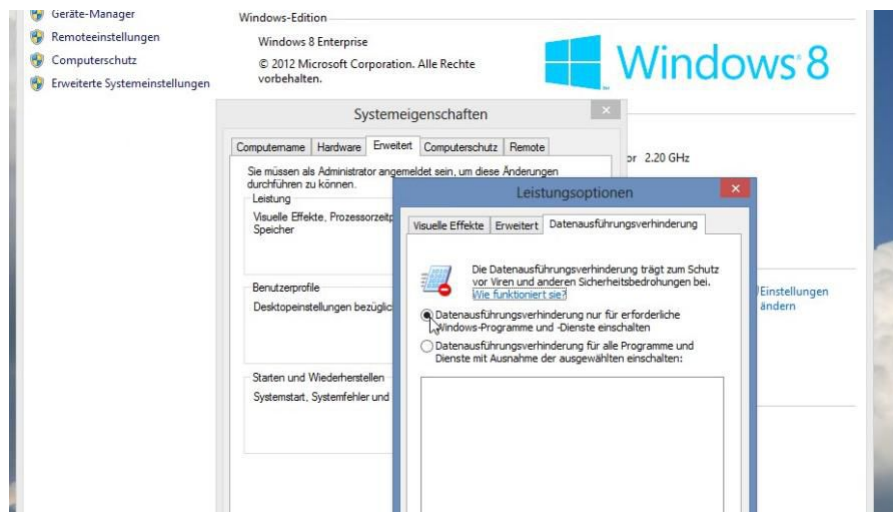 Geräte-Manager
Remoteeinstellungen
Computerschutz
Erweiterte Systemeinstellungen
Windows-Edition
Windows 8 Enterprise
© 2012 Microsoft Corporation. Alle Rechte
vorbehalten.
Windows 8
Systemeigenschaften
Computername Hardware Erweitert Computerschutz Remote
Sie müssen als Administrator angemeldet sein, um diese Änderungen
durchführen zu können.
Leistung
Visuelle Effekte,
Speicher
Benutzerprofile
Desktopeinstellungen
Starten und Wiederherstellen
Systemstart, Systemfehler und
2.20 GHz
Einstellungen
ändern
Leistungsoptionen
Visuelle Effekte Erweitert Datenausführungsverhinderung
Die Datenausführungsverhinderung trägt zum Schutz
vor Viren und anderen Sicherheitsbedrohungen bei.
Wie funktioniert sie?
Datenausführungsverhinderung nur für erforderliche
Windows-Programme und -Dienste einschalten
Datenausführungsverhinderung für alle Programme und
Dienste mit Ausnahme der ausgewählten einschalten: